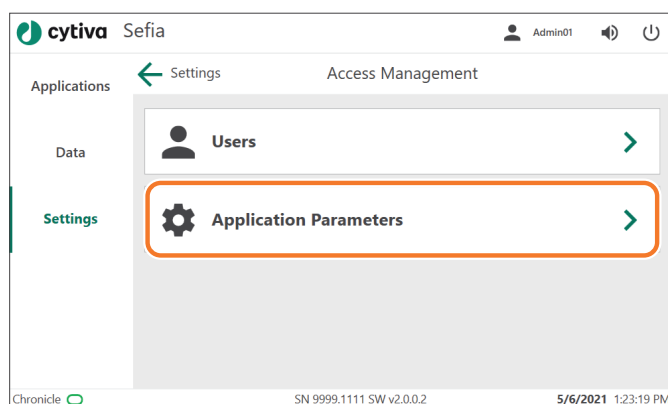 cytiva Sefia Admin01
Applications
Settings Access Management
Data
Users
Settings
Application Parameters
Chronicle SN 9999.1111 SW v2.0.0.2 5/6/2021 1:23:19 PM